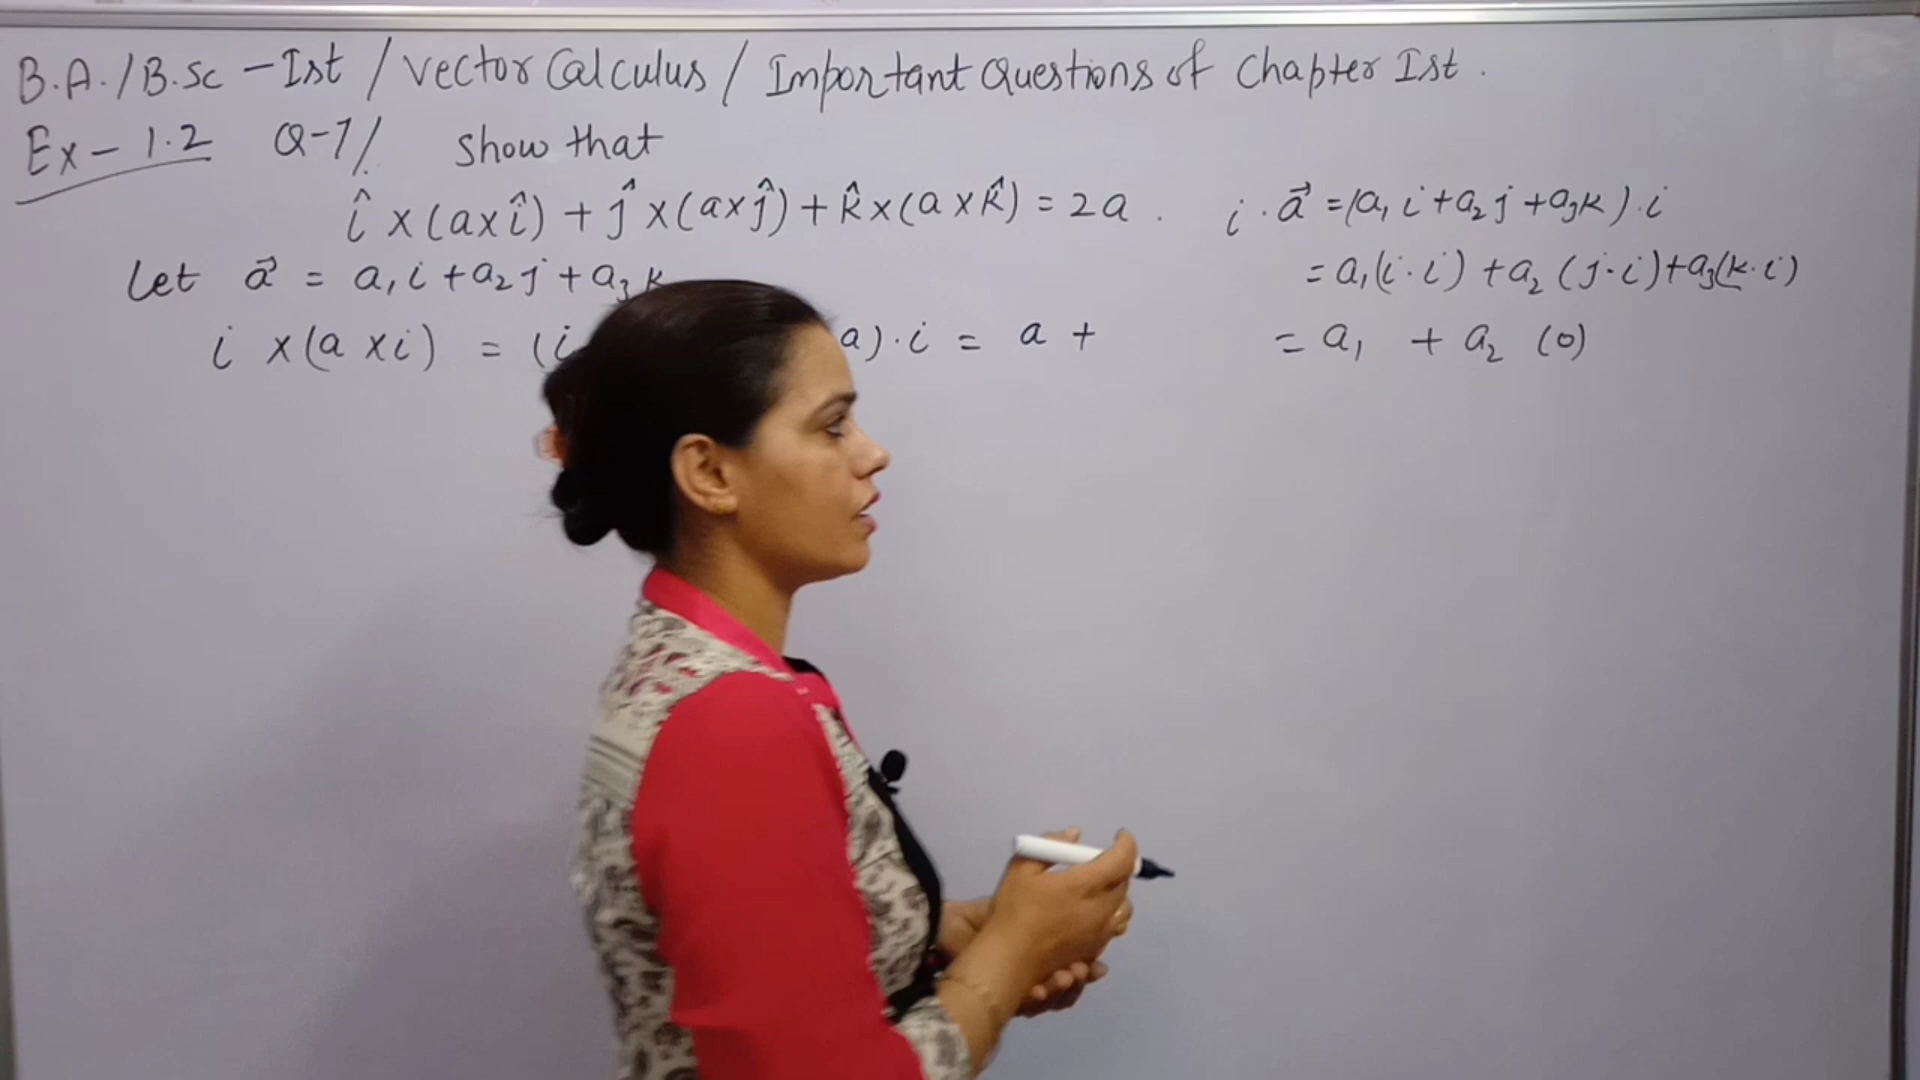 B.A./B.Sc - Ist / Vector Calculus / Important Questions of Chapter Ist.
Ex - 1.2 Q-7/. Show that
î × (a × î) + ĵ × (a × ĵ) + k̂ × (a × k̂) = 2a .
Let a⃗ = a₁ i + a₂ j + a₃ k
i × (a × i) = (i a) · i = a +
i · a⃗ = (a₁ i + a₂ j + a₃ k) · i
= a₁ (i · i) + a₂ (j · i) + a₃ (k · i)
= a₁ + a₂ (0)